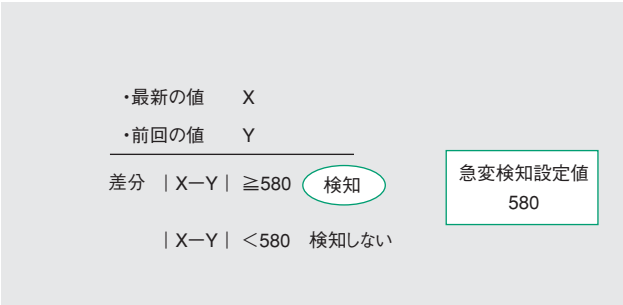 ・最新の値　X
・前回の値　Y
差分　｜X－Y｜ ≧580　検知
｜X－Y｜ ＜580　検知しない
急変検知設定値
580